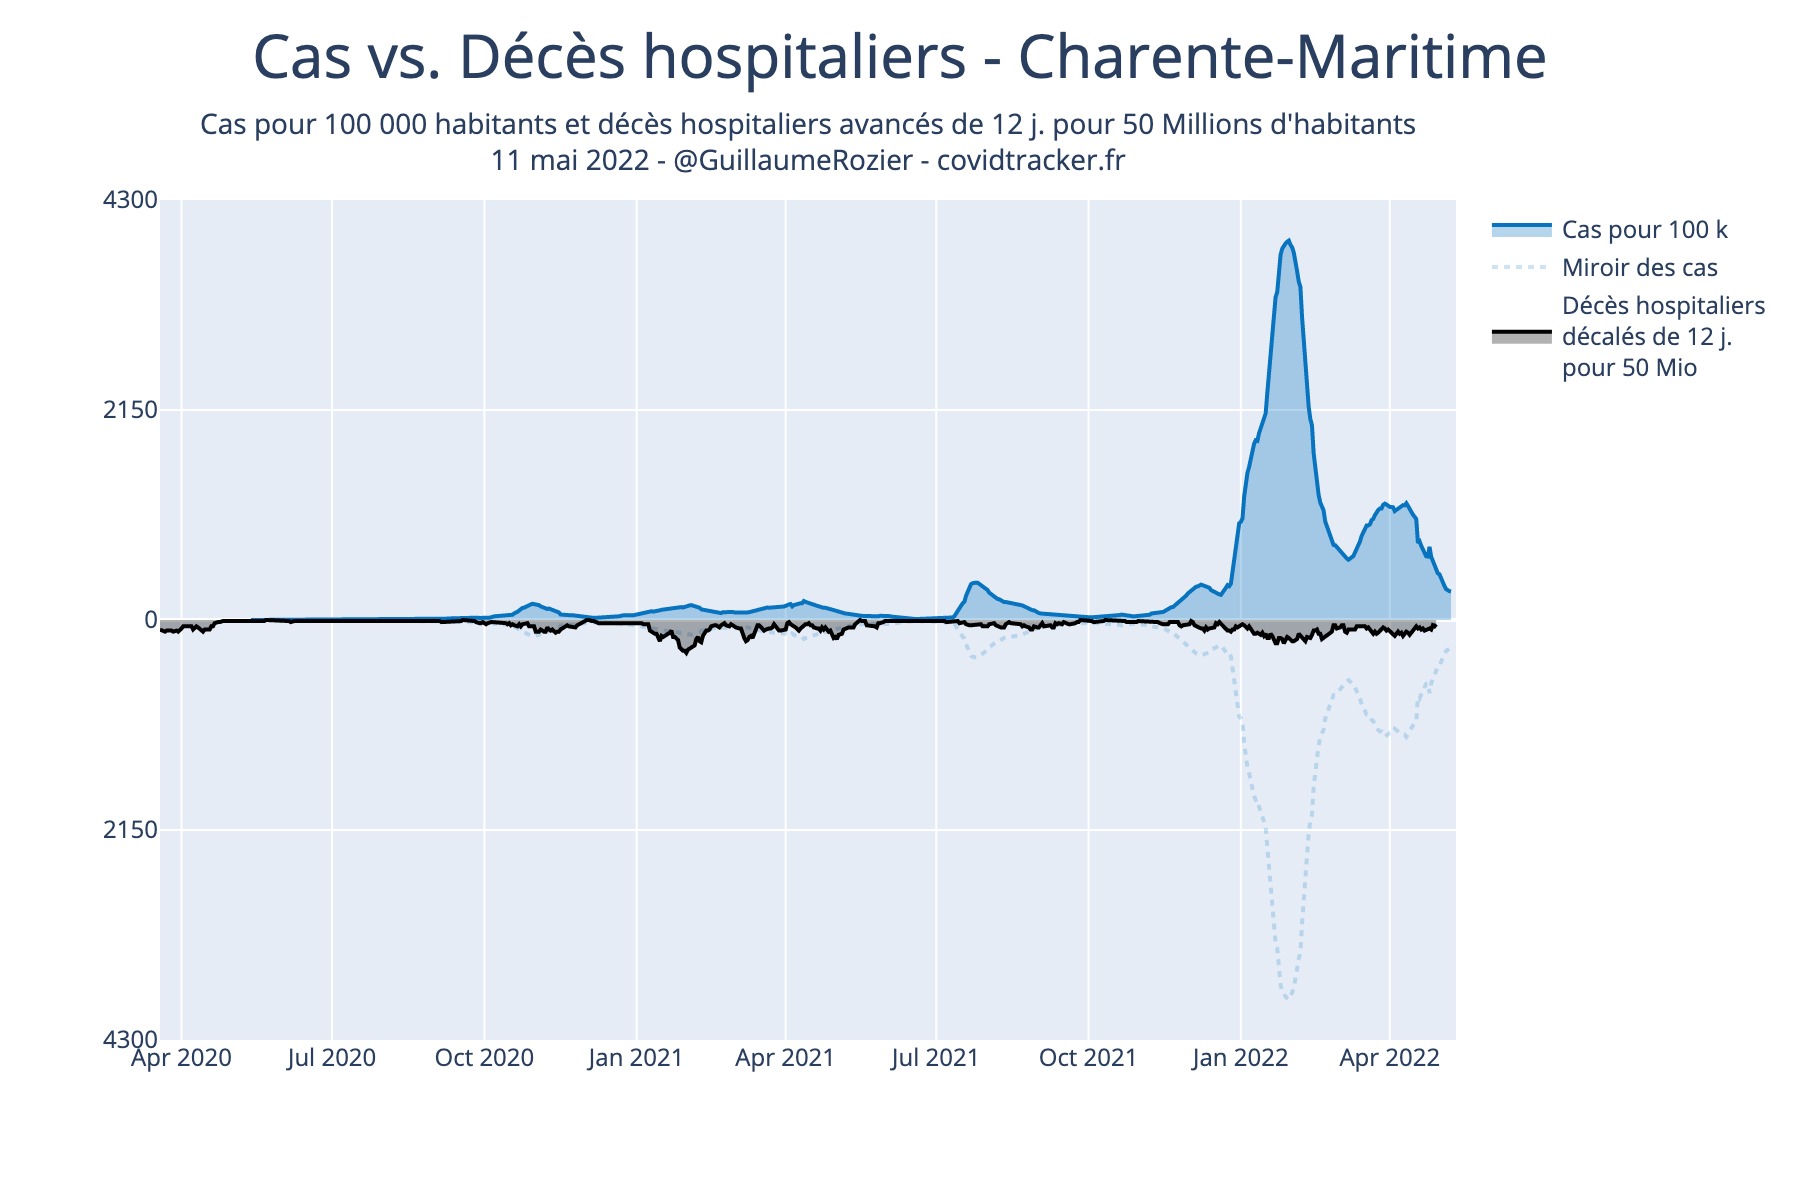 Cas vs. Décès hospitaliers - Charente-Maritime
Cas pour 100 000 habitants et décès hospitaliers avancés de 12 j. pour 50 Millions d'habitants
11 mai 2022 - @GuillaumeRozier - covidtracker.fr
4300
2150
0
2150
4300
Apr 2020
Jul 2020
Oct 2020
Jan 2021
Apr 2021
Jul 2021
Oct 2021
Jan 2022
Apr 2022
Cas pour 100 k
Miroir des cas
Décès hospitaliers
décalés de 12 j.
pour 50 Mio